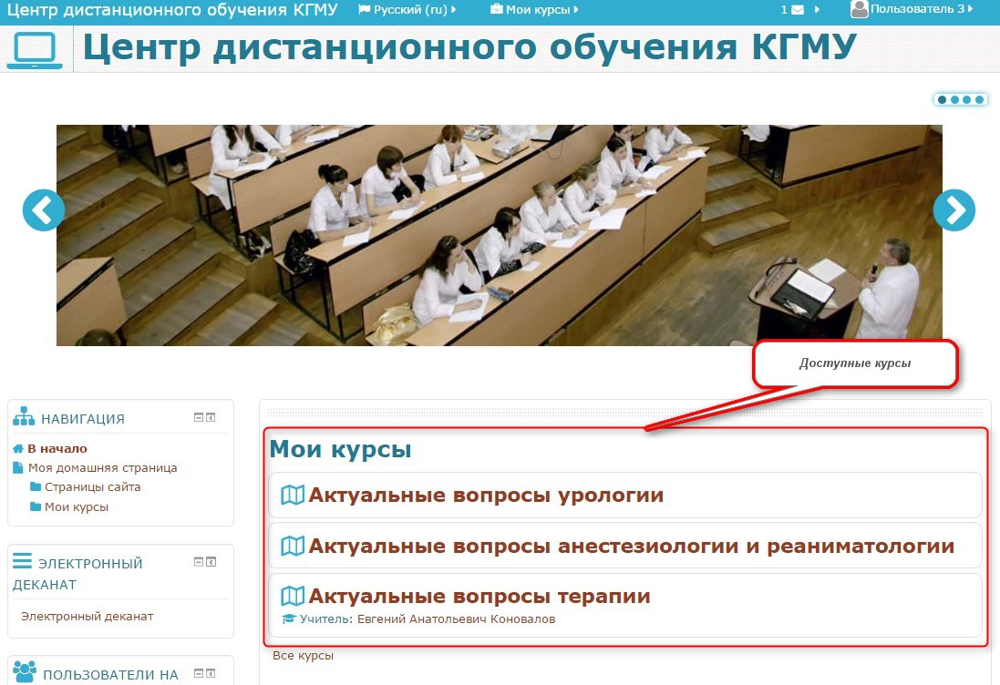 Центр дистанционного обучения КГМУ Русский (ru) Мои курсы 1 Пользователь 3
Центр дистанционного обучения КГМУ
Доступные курсы
НАВИГАЦИЯ
В начало
Моя домашняя страница
Страницы сайта
Мои курсы
ЭЛЕКТРОННЫЙ
ДЕКАНАТ
Электронный деканат
ПОЛЬЗОВАТЕЛИ НА
Мои курсы
Актуальные вопросы урологии
Актуальные вопросы анестезиологии и реаниматологии
Актуальные вопросы терапии
Учитель: Евгений Анатольевич Коновалов
Все курсы